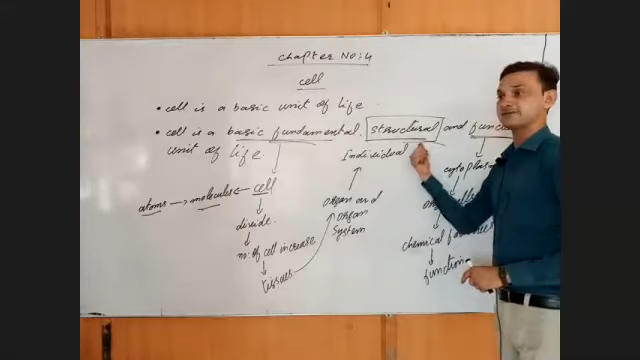 chapter No:4
cell
• cell is a basic unit of life.
• cell is a basic fundamental. structural and func
unit of life.
Individual
cytoplas
atoms → molecules ← cell
organ and
organ
system
divide.
no: of cell increase
chemical
tissues
function